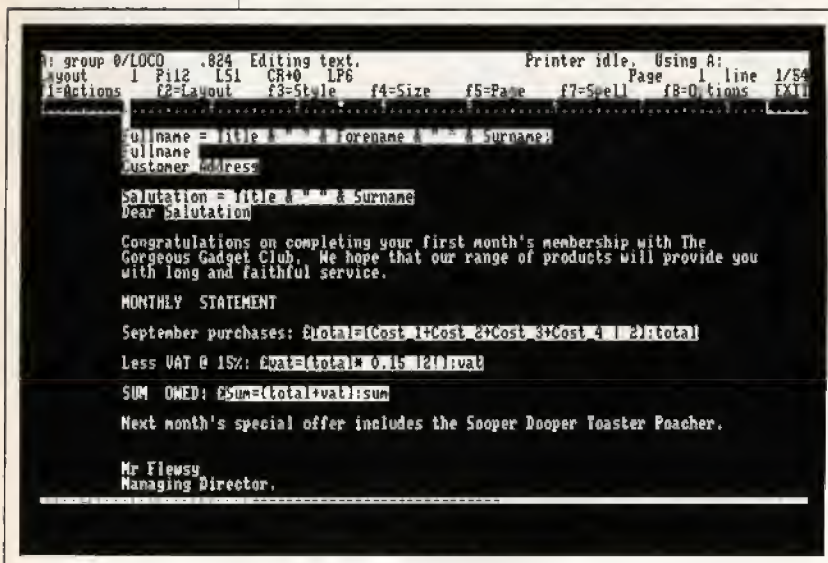 A: group 0/LOCO .824 Editing text. Printer idle. Using A:
Layout 1 Pi12 LS1 CR+0 LP6 Page 1 line 1/54
f1=Actions f2=Layout f3=Style f4=Size f5=Page f7=Spell f8=Options EXIT
Fullname = Title & " " & Forename & " " & Surname:
Fullname
Customer Address
Salutation = Title & " " & Surname
Dear Salutation
Congratulations on completing your first month's membership with The
Gorgeous Gadget Club. We hope that our range of products will provide you
with long and faithful service.
MONTHLY STATEMENT
September purchases: £Total=[Cost 1+Cost 2+Cost 3+Cost 4 | 2]:total
Less VAT @ 15%: £vat=[total* 0.15 |2!]:vat
SUM OWED: £Sum=[total+vat]:sum
Next month's special offer includes the Sooper Dooper Toaster Poacher.
Mr Flewsy
Managing Director.